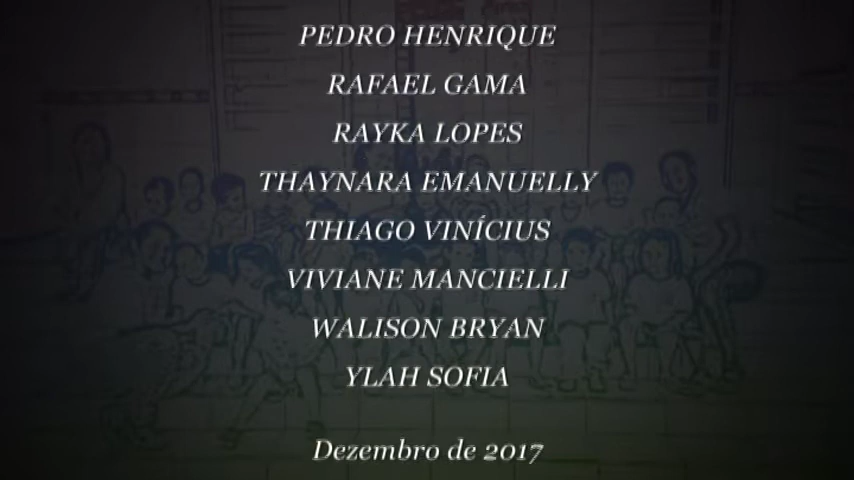 PEDRO HENRIQUE
RAFAEL GAMA
RAYKA LOPES
THAYNARA EMANUELLY
THIAGO VINÍCIUS
VIVIANE MANCIELLI
WALISON BRYAN
YLAH SOFIA
Dezembro de 2017